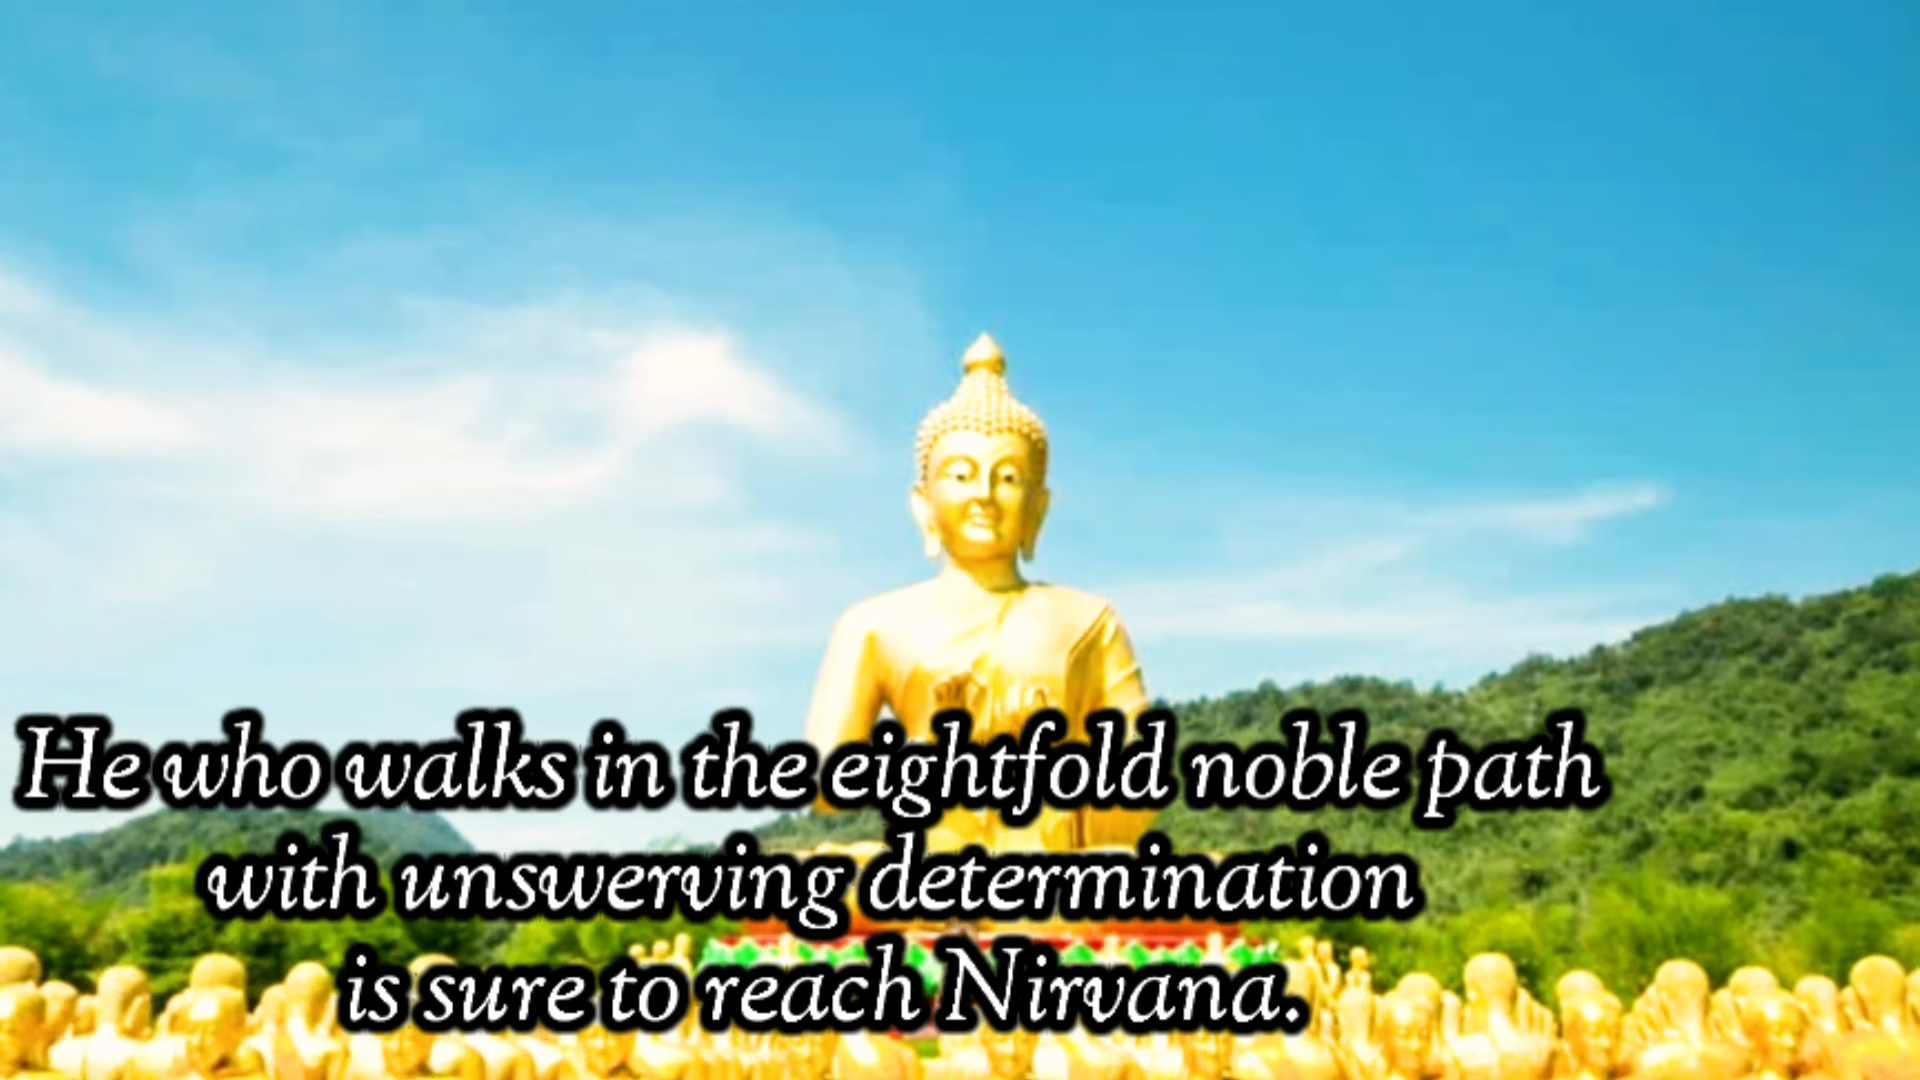 He who walks in the eightfold noble path
with unswerving determination
is sure to reach Nirvana.